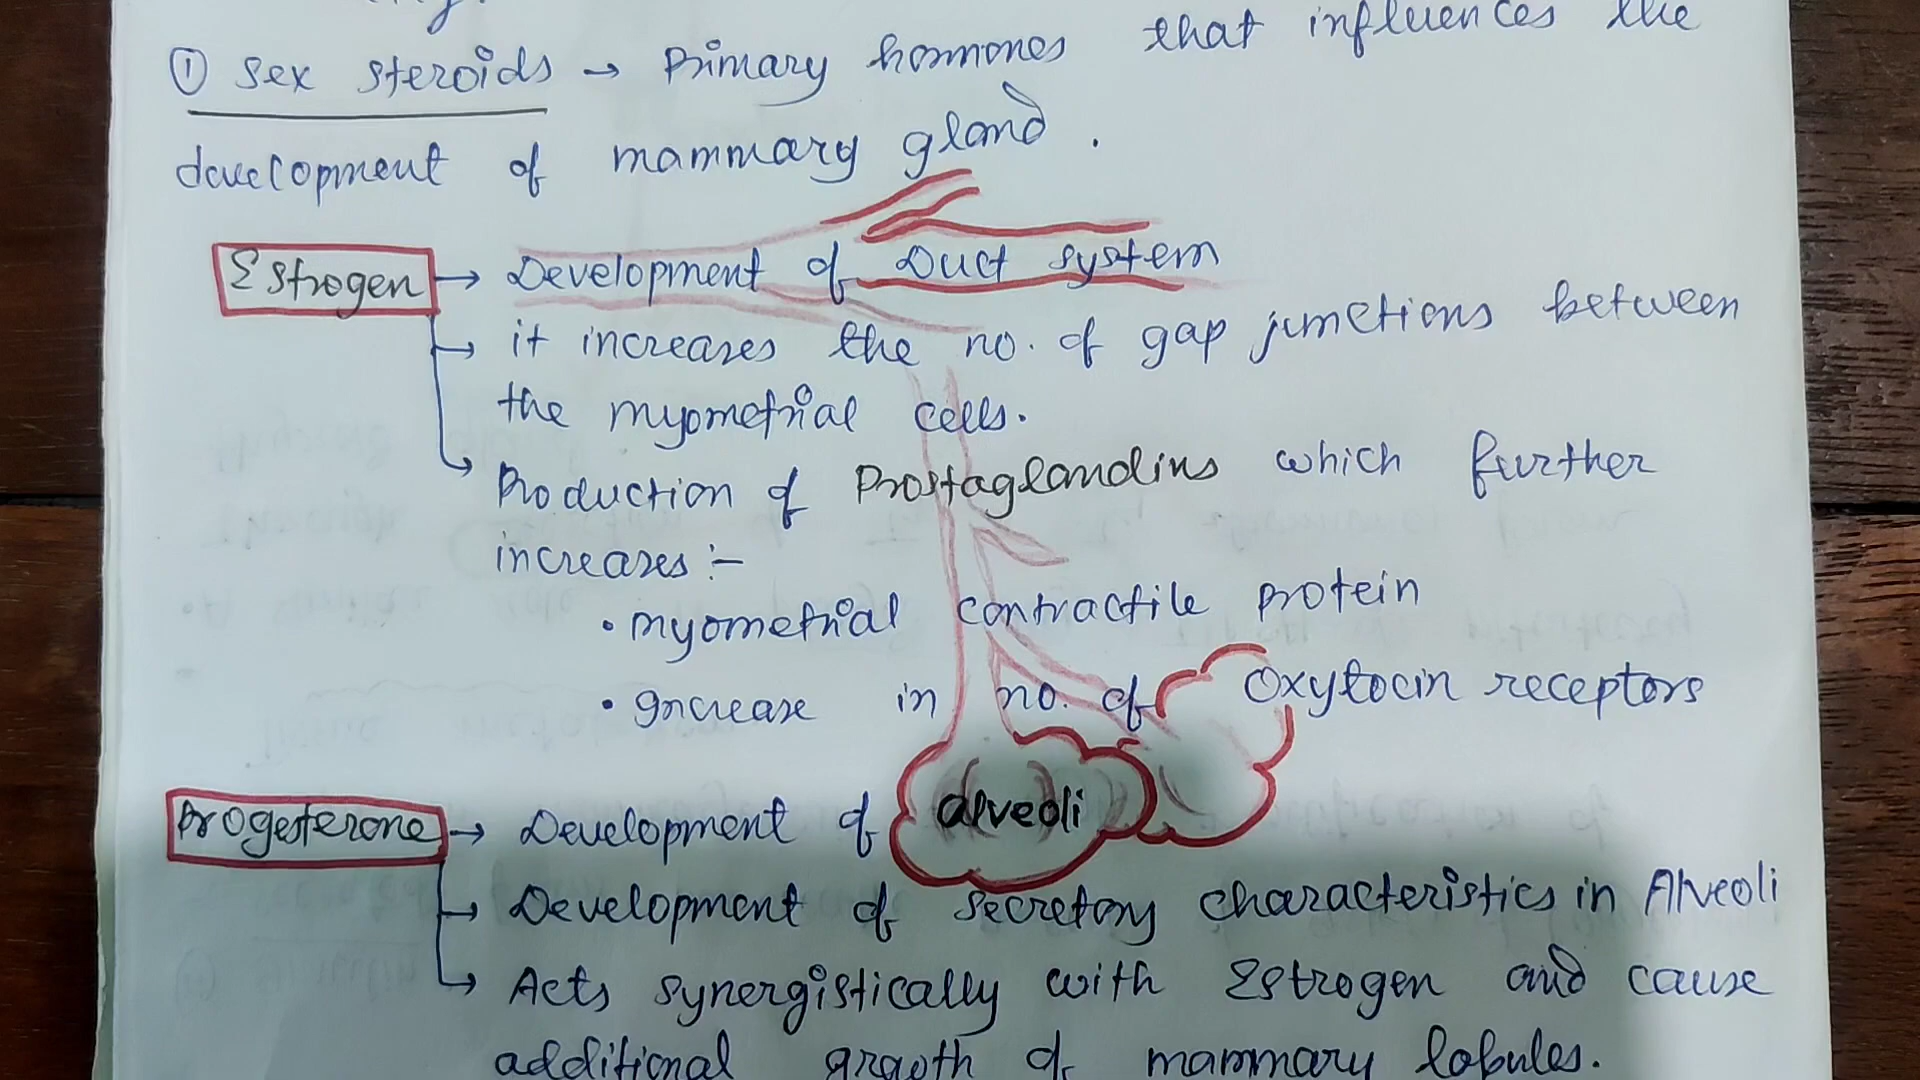 ① Sex steroids → Primary hormones that influences the
development of mammary gland.
Estrogen → Development of Duct system
→ it increases the no. of gap junctions between
the myometrial cells.
→ Production of Prostaglandins which further
increases :-
• myometrial contractile protein
• Increase in no. of Oxytocin receptors
Progesterone → Development of alveoli
→ Development of secretory characteristics in Alveoli
→ Acts synergistically with Estrogen and cause
additional growth of mammary lobules.